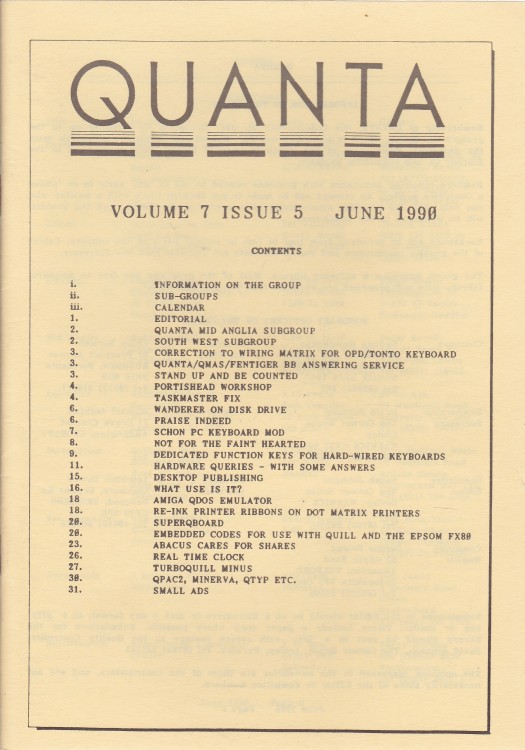 QUANTA
VOLUME 7 ISSUE 5 JUNE 1990
CONTENTS
i. INFORMATION ON THE GROUP
ii. SUB-GROUPS
iii. CALENDAR
1. EDITORIAL
2. QUANTA MID ANGLIA SUBGROUP
2. SOUTH WEST SUBGROUP
3. CORRECTION TO WIRING MATRIX FOR OPD/TONTO KEYBOARD
3. QUANTA/QMAS/FENTIGER BB ANSWERING SERVICE
3. STAND UP AND BE COUNTED
4. PORTISHEAD WORKSHOP
4. TASKMASTER FIX
6. WANDERER ON DISK DRIVE
6. PRAISE INDEED
7. SCHON PC KEYBOARD MOD
8. NOT FOR THE FAINT HEARTED
9. DEDICATED FUNCTION KEYS FOR HARD-WIRED KEYBOARDS
11. HARDWARE QUERIES - WITH SOME ANSWERS
15. DESKTOP PUBLISHING
16. WHAT USE IS IT?
18 AMIGA QDOS EMULATOR
18. RE-INK PRINTER RIBBONS ON DOT MATRIX PRINTERS
20. SUPERQBOARD
20. EMBEDDED CODES FOR USE WITH QUILL AND THE EPSOM FX80
23. ABACUS CARES FOR SHARES
26. REAL TIME CLOCK
27. TURBOQUILL MINUS
30. QPAC2, MINERVA, QTYP ETC.
31. SMALL ADS